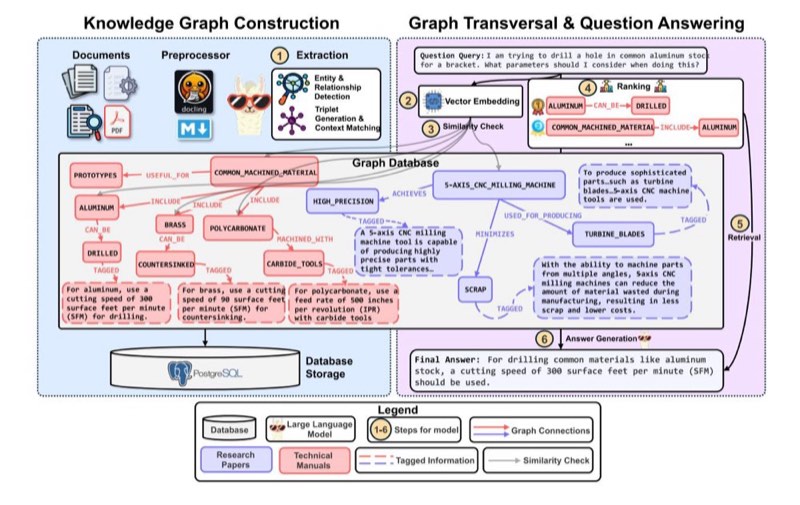 Knowledge Graph Construction
Graph Transversal & Question Answering
Documents
Preprocessor
1
Extraction
PDF
docling
M
Entity &
Relationship
Detection
Triplet
Generation &
Context Matching
Question Query: I am trying to drill a hole in common aluminum stock
for a bracket. What parameters should I consider when doing this?
2
Vector Embedding
3
Similarity Check
4
Ranking
1
ALUMINUM
CAN_BE
DRILLED
2
COMMON_MACHINED_MATERIAL
INCLUDE
ALUMINUM
...
Graph Database
PROTOTYPES
USEFUL_FOR
COMMON_MACHINED_MATERIAL
ALUMINUM
INCLUDE
INCLUDE
INCLUDE
BRASS
POLYCARBONATE
CAN_BE
CAN_BE
MACHINED_WITH
DRILLED
COUNTERSINKED
CARBIDE_TOOLS
TAGGED
TAGGED
TAGGED
For aluminum, use a
cutting speed of 300
surface feet per minute
(SFM) for drilling.
For brass, use a cutting
speed of 90 surface feet
per minute (SFM) for
countersinking.
For polycarbonate, use a
feed rate of 500 inches
per revolution (IPR)
with carbide tools
5-AXIS_CNC_MILLING_MACHINE
ACHIEVES
HIGH_PRECISION
TAGGED
A 5-axis CNC milling
machine tool is capable
of producing highly
precise parts with
tight tolerances…
MINIMIZES
SCRAP
TAGGED
USED_FOR_PRODUCING
TURBINE_BLADES
TAGGED
To produce sophisticated
parts…such as turbine
blades…5-axis CNC machine
tools are used.
With the ability to machine parts
from multiple angles, 5axis CNC
milling machines can reduce the
amount of material wasted during
manufacturing, resulting in less
scrap and lower costs.
5
Retrieval
6
Answer Generation
PostgreSQL
Database
Storage
Final Answer: For drilling common materials like aluminum
stock, a cutting speed of 300 surface feet per minute (SFM)
should be used.
Legend
Database
Large Language
Model
1-6
Steps for model
Graph Connections
Research
Papers
Technical
Manuals
Tagged Information
Similarity Check